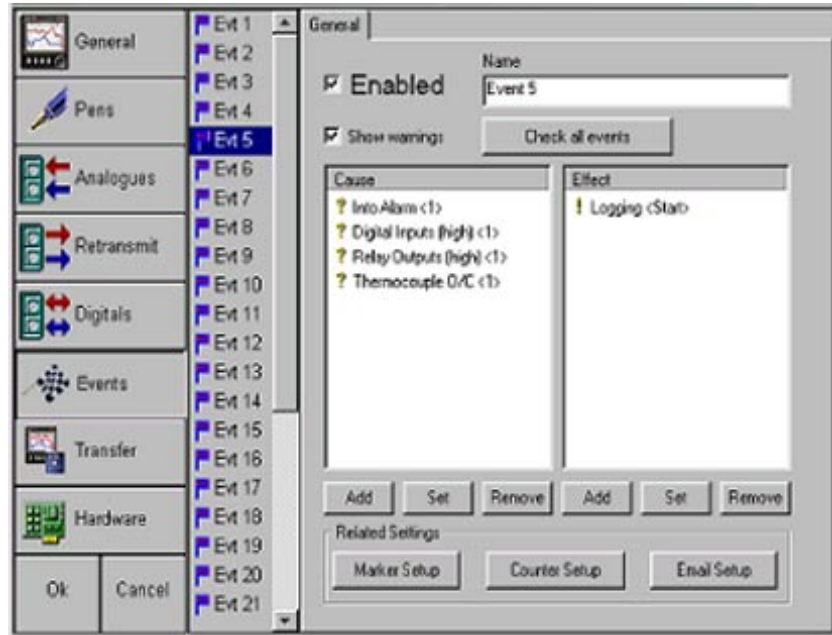 General
Pens
Analogues
Retransmit
Digitals
Events
Transfer
Hardware
Ok
Cancel
Evt 1
Evt 2
Evt 3
Evt 4
Evt 5
Evt 6
Evt 7
Evt 8
Evt 9
Evt 10
Evt 11
Evt 12
Evt 13
Evt 14
Evt 15
Evt 16
Evt 17
Evt 18
Evt 19
Evt 20
Evt 21
General
Enabled
Name
Event 5
Show warnings
Check all events
Cause
? Into Alarm <1>
? Digital Inputs (high) <1>
? Relay Outputs (high) <1>
? Thermocouple O/C <1>
Effect
! Logging <Start>
Add
Set
Remove
Add
Set
Remove
Related Settings
Marker Setup
Counter Setup
Email Setup